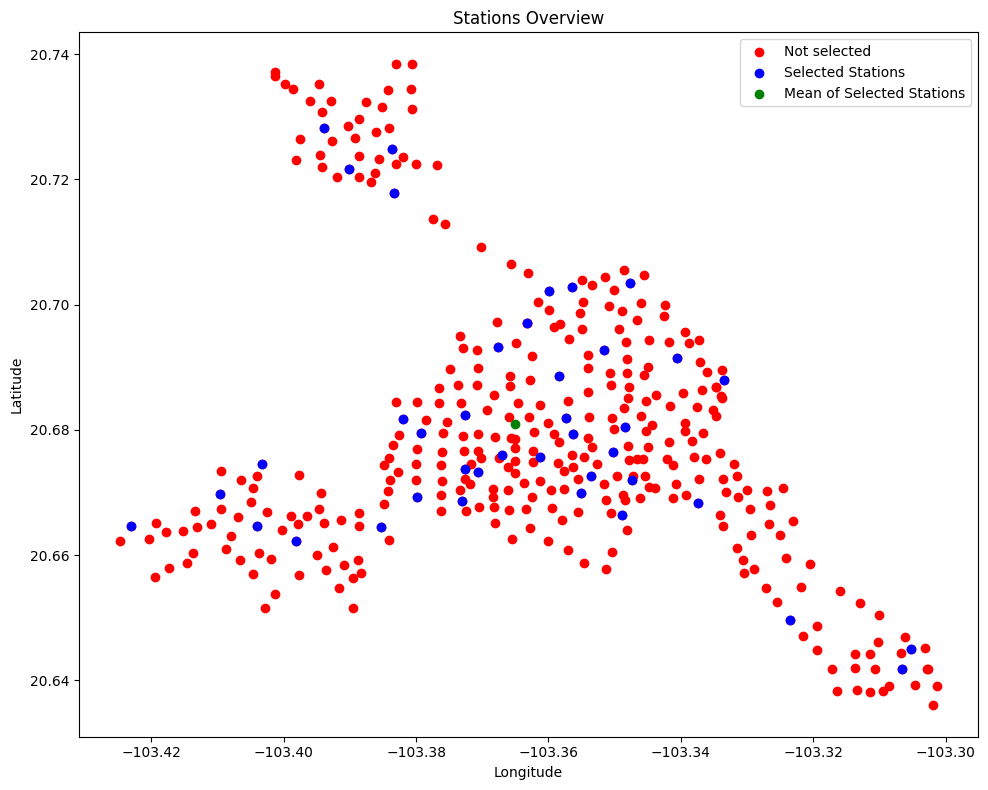 Stations Overview
Not selected
Selected Stations
Mean of Selected Stations
Latitude
20.74
20.72
20.70
20.68
20.66
20.64
−103.42 −103.40 −103.38 −103.36 −103.34 −103.32 −103.30
Longitude